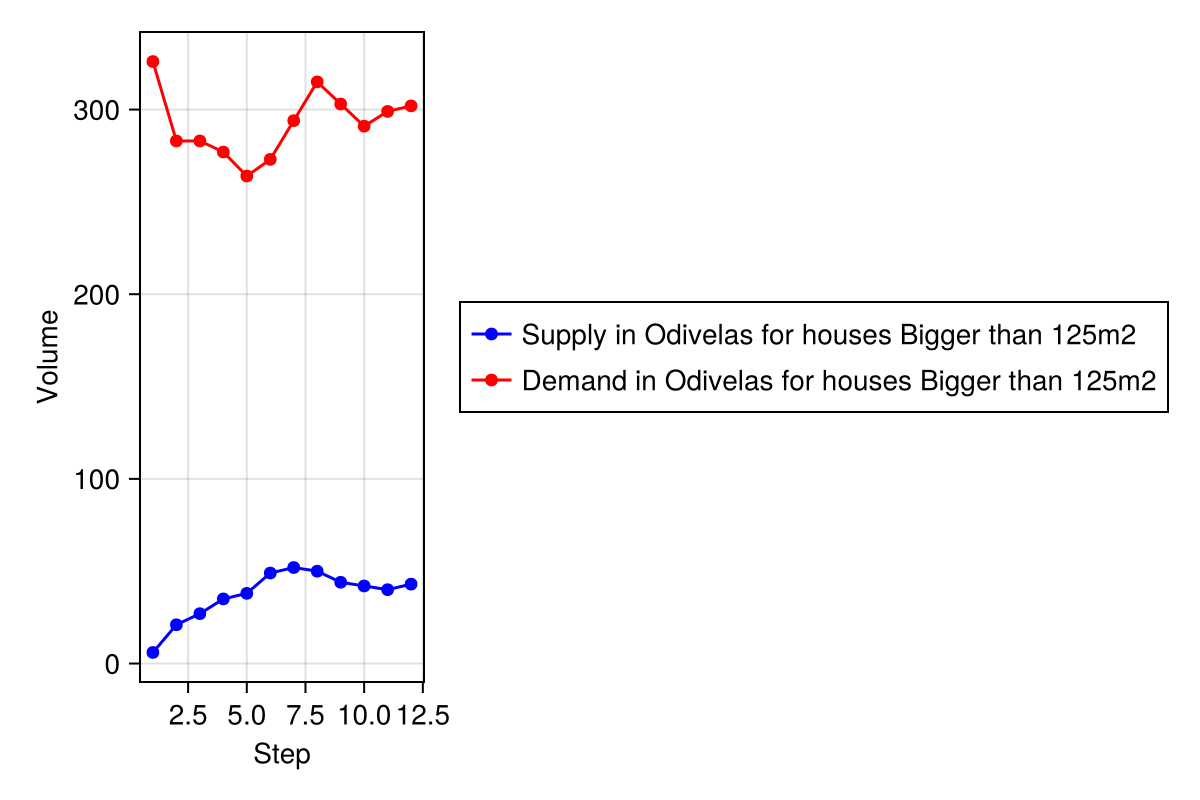 300
200
100
0
Volume
2.5 5.0 7.5 10.0 12.5
Step
Supply in Odivelas for houses Bigger than 125m2
Demand in Odivelas for houses Bigger than 125m2